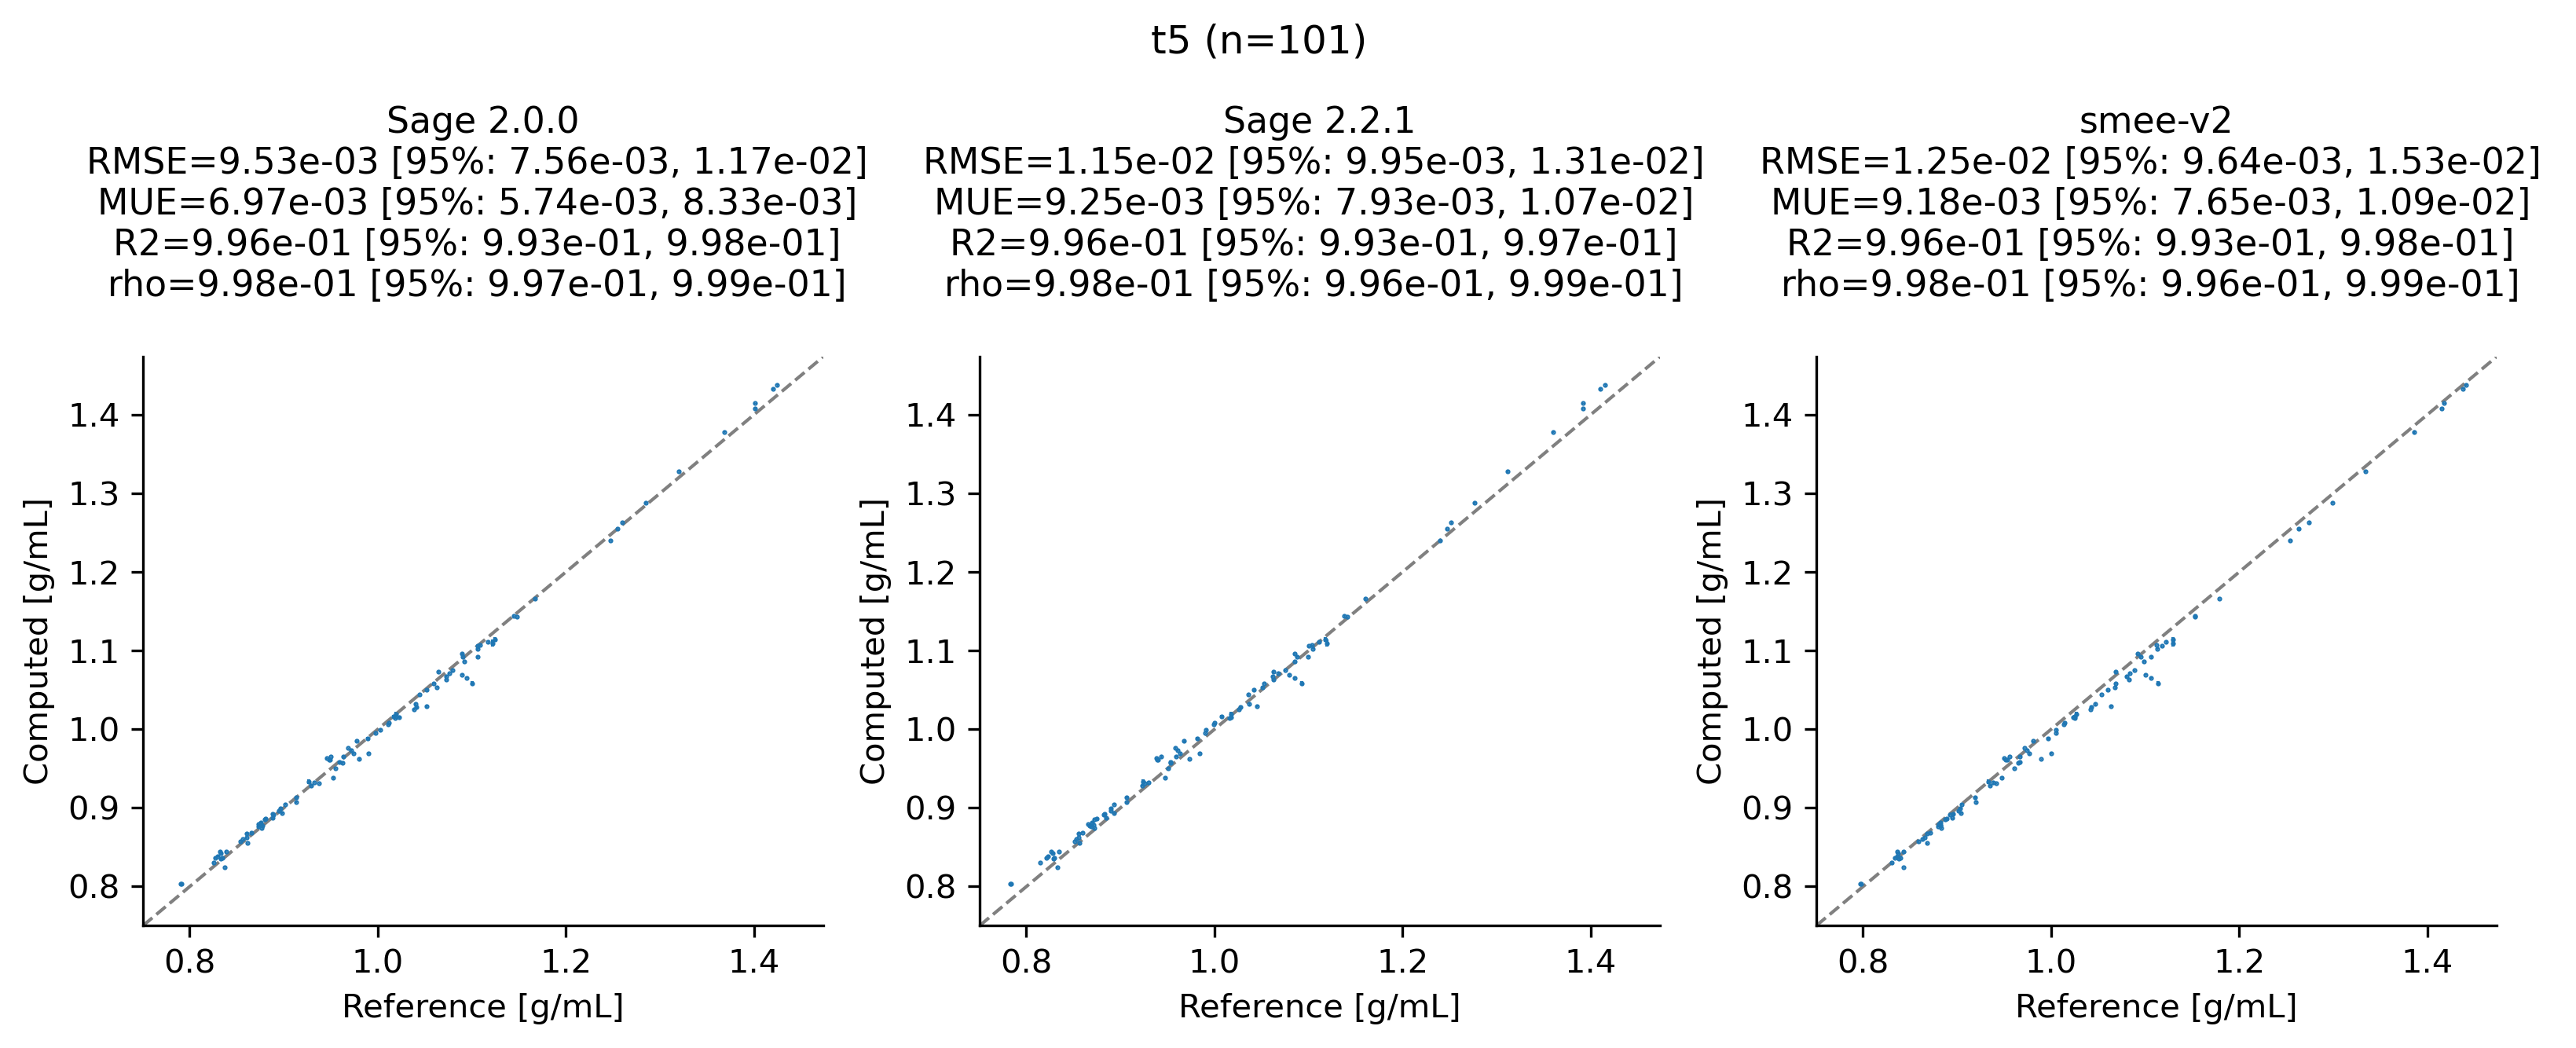 t5 (n=101)
Sage 2.0.0
RMSE=9.53e-03 [95%: 7.56e-03, 1.17e-02]
MUE=6.97e-03 [95%: 5.74e-03, 8.33e-03]
R2=9.96e-01 [95%: 9.93e-01, 9.98e-01]
rho=9.98e-01 [95%: 9.97e-01, 9.99e-01]
Computed [g/mL]
1.4
1.3
1.2
1.1
1.0
0.9
0.8
0.8 1.0 1.2 1.4
Reference [g/mL]
Sage 2.2.1
RMSE=1.15e-02 [95%: 9.95e-03, 1.31e-02]
MUE=9.25e-03 [95%: 7.93e-03, 1.07e-02]
R2=9.96e-01 [95%: 9.93e-01, 9.97e-01]
rho=9.98e-01 [95%: 9.96e-01, 9.99e-01]
Computed [g/mL]
1.4
1.3
1.2
1.1
1.0
0.9
0.8
0.8 1.0 1.2 1.4
Reference [g/mL]
smee-v2
RMSE=1.25e-02 [95%: 9.64e-03, 1.53e-02]
MUE=9.18e-03 [95%: 7.65e-03, 1.09e-02]
R2=9.96e-01 [95%: 9.93e-01, 9.98e-01]
rho=9.98e-01 [95%: 9.96e-01, 9.99e-01]
Computed [g/mL]
1.4
1.3
1.2
1.1
1.0
0.9
0.8
0.8 1.0 1.2 1.4
Reference [g/mL]